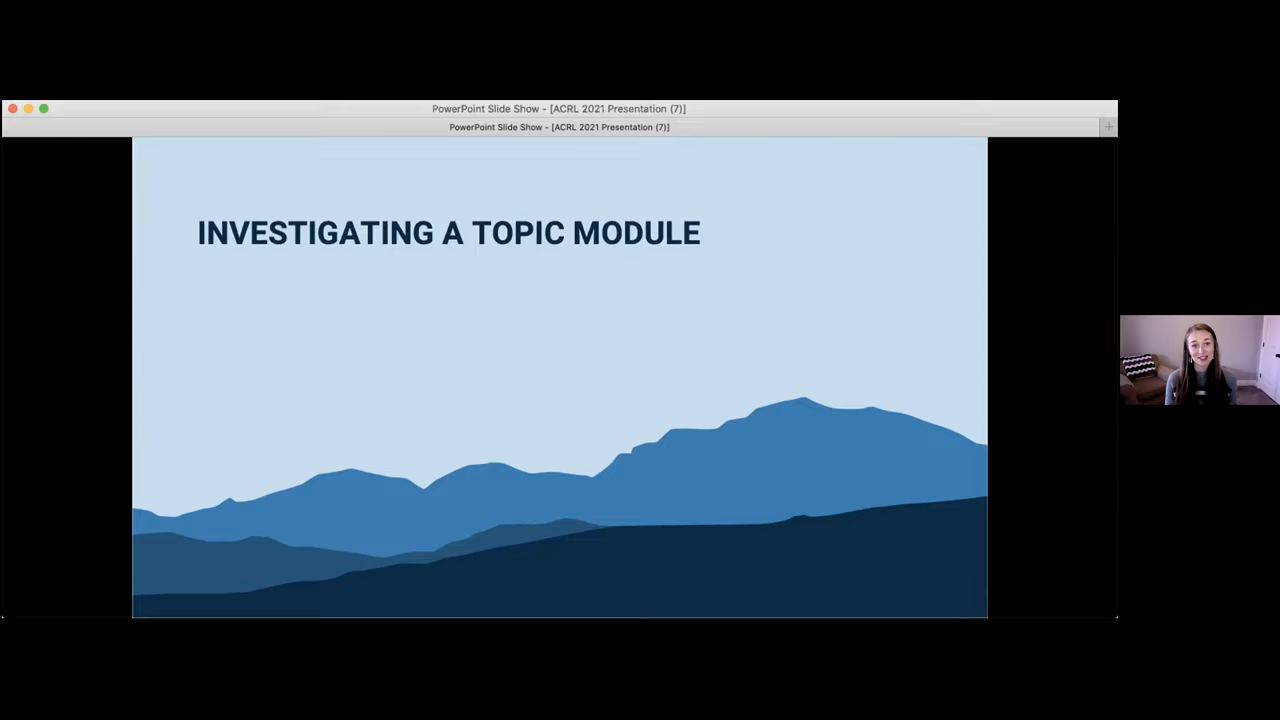 PowerPoint Slide Show - [ACRL 2021 Presentation (7)]
PowerPoint Slide Show - [ACRL 2021 Presentation (7)]
INVESTIGATING A TOPIC MODULE